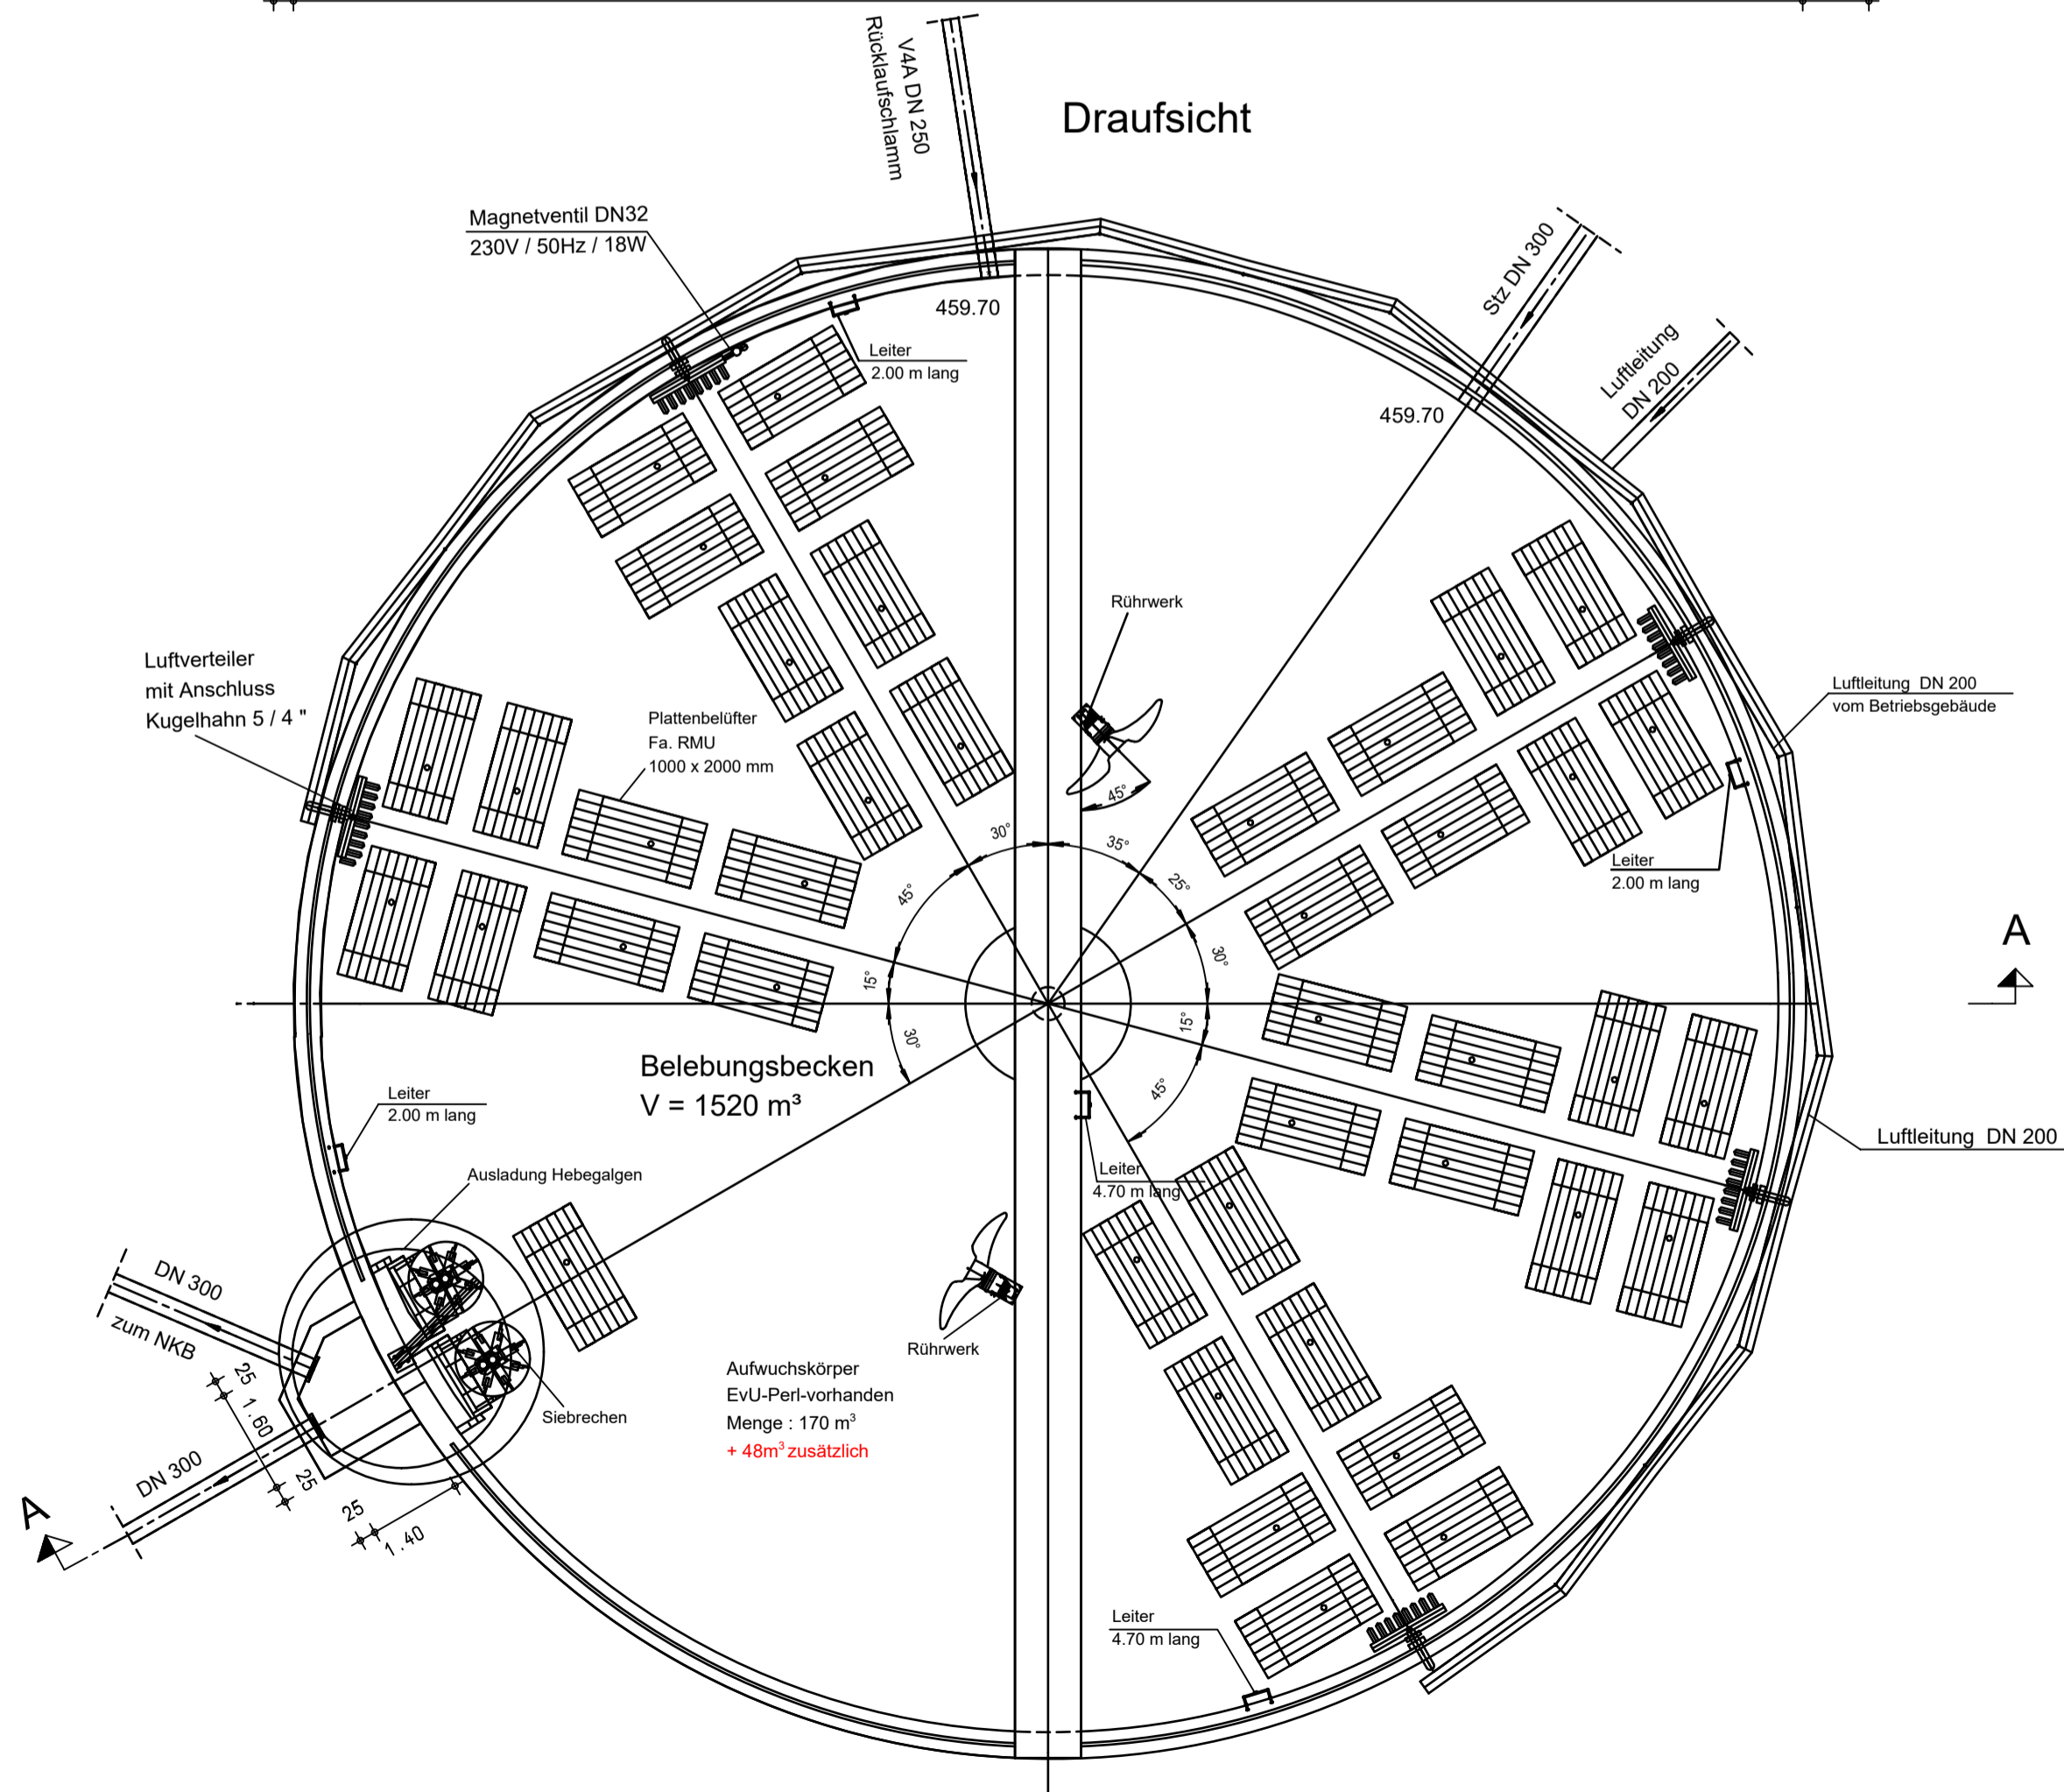 Draufsicht
V4A DN 250
Rücklaufschlamm
Magnetventil DN32
230V / 50Hz / 18W
459.70
Leiter
2.00 m lang
Stz DN 300
459.70
Luftleitung
DN 200
Rührwerk
45°
Luftverteiler
mit Anschluss
Kugelhahn 5 / 4 "
Plattenbelüfter
Fa. RMU
1000 x 2000 mm
Luftleitung DN 200
vom Betriebsgebäude
Leiter
2.00 m lang
30°
35°
45°
25°
15°
30°
30°
15°
45°
A
Belebungsbecken
V = 1520 m³
Leiter
2.00 m lang
Luftleitung DN 200
Ausladung Hebegalgen
Leiter
4.70 m lang
DN 300
zum NKB
Rührwerk
25
1.60
25
Siebrechen
Aufwuchskörper
EvU-Perl-vorhanden
Menge : 170 m³
+ 48m³ zusätzlich
DN 300
A
25
1.40
Leiter
4.70 m lang